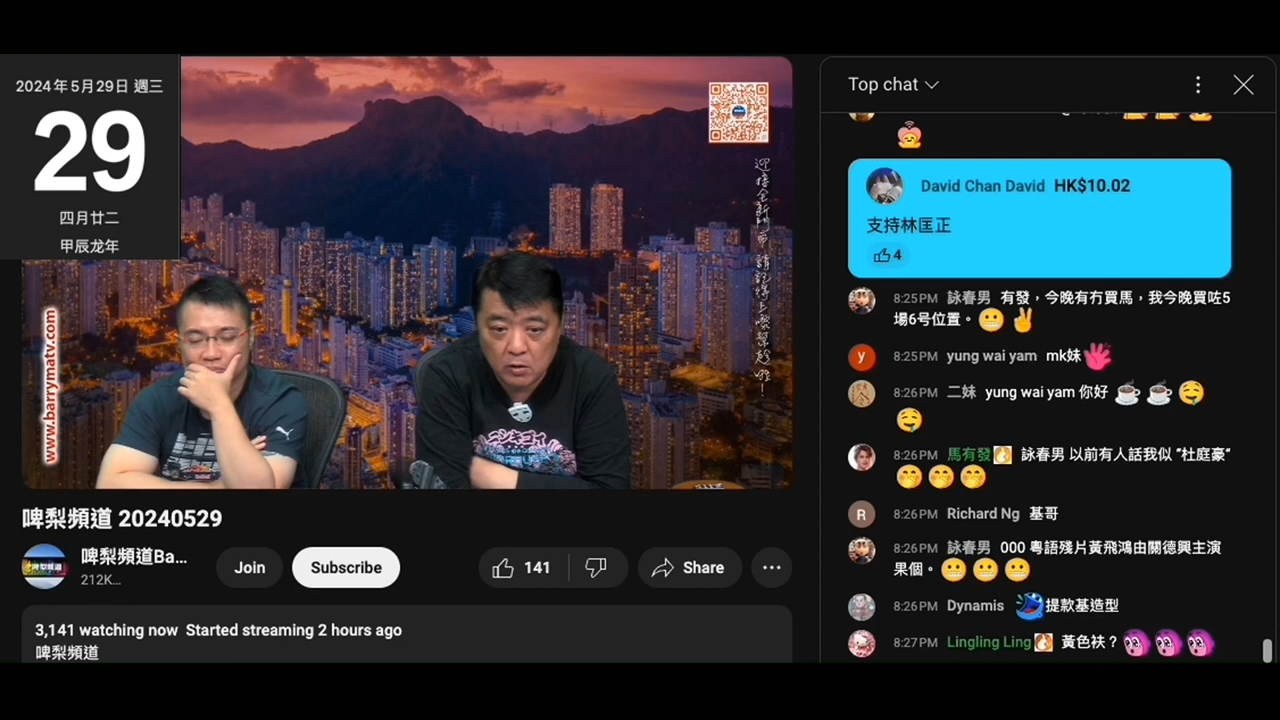 2024年5月29日 週三
29
四月廿二
甲辰龙年
www.barrymatv.com
啤梨頻道 20240529
啤梨頻道Ba...
212K...
Join
Subscribe
141
Share
3,141 watching now Started streaming 2 hours ago
啤梨頻道
Top chat
David Chan David HK$10.02
支持林匡正
4
8:25PM 詠春男 有發，今晚有冇買馬，我今晚買咗5
場6号位置。
y 8:25PM yung wai yam mk妹
8:26PM 二妹 yung wai yam 你好
8:26PM 馬有發 詠春男 以前有人話我似 “杜庭豪“
R 8:26PM Richard Ng 基哥
8:26PM 詠春男 000 粵語殘片黃飛鴻由關德興主演
果個。
8:26PM Dynamis 提款基造型
8:27PM Lingling Ling 黃色袄？